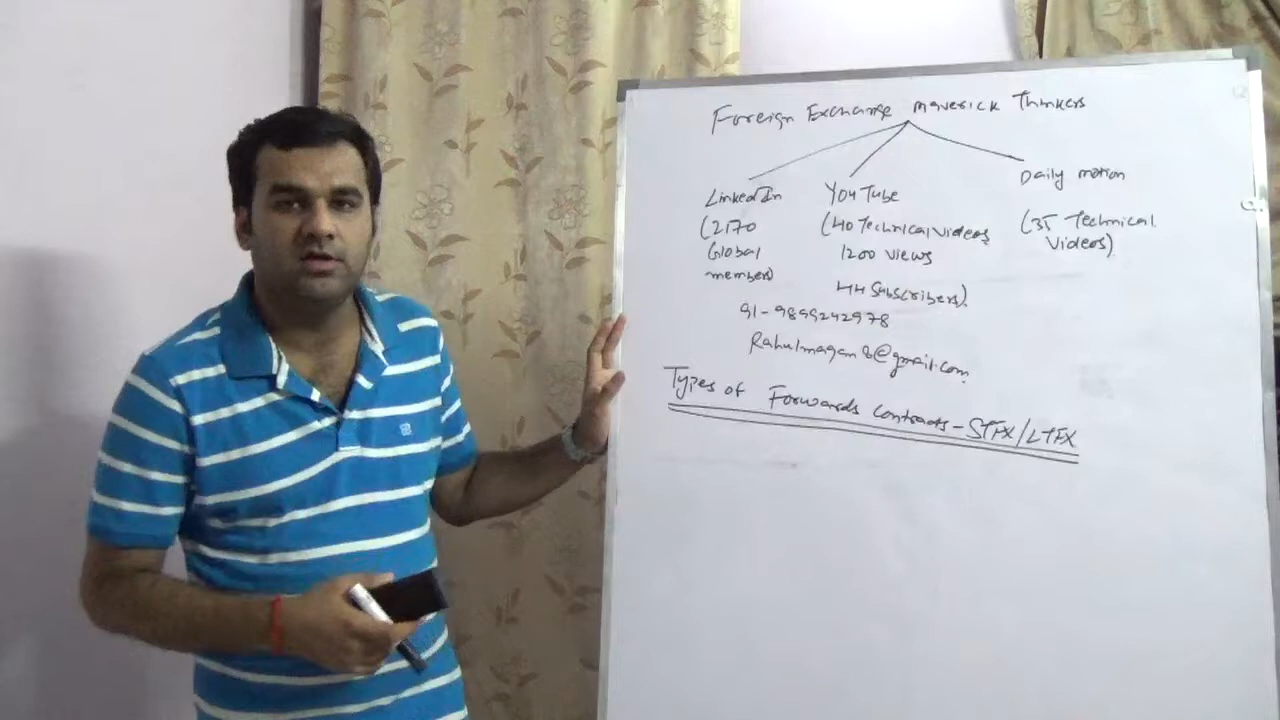 Foreign Exchange Maverick Thinkers
LinkedIn
(2170
Global
members)
YouTube
(40 Technical Videos
1200 views
44 Subscribers).
Daily motion
(35 Technical
Videos)
91-9899242978
Rahulmagan8@gmail.com
Types of Forwards Contracts - STFX/LTFX